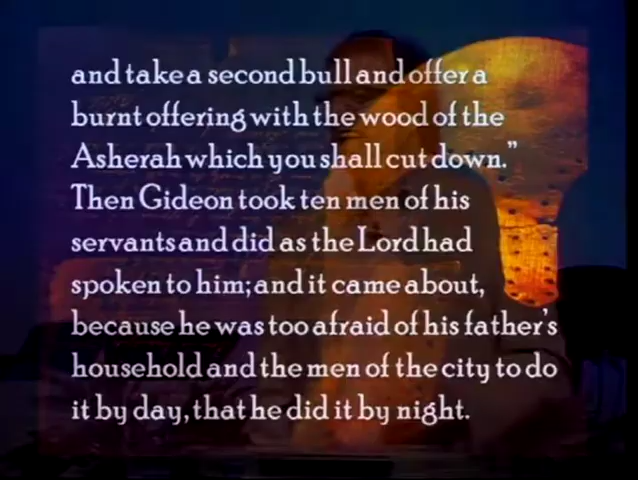 and take a second bull and offer a
burnt offering with the wood of the
Asherah which you shall cut down.”
Then Gideon took ten men of his
servants and did as the Lord had
spoken to him; and it came about,
because he was too afraid of his father's
household and the men of the city to do
it by day, that he did it by night.